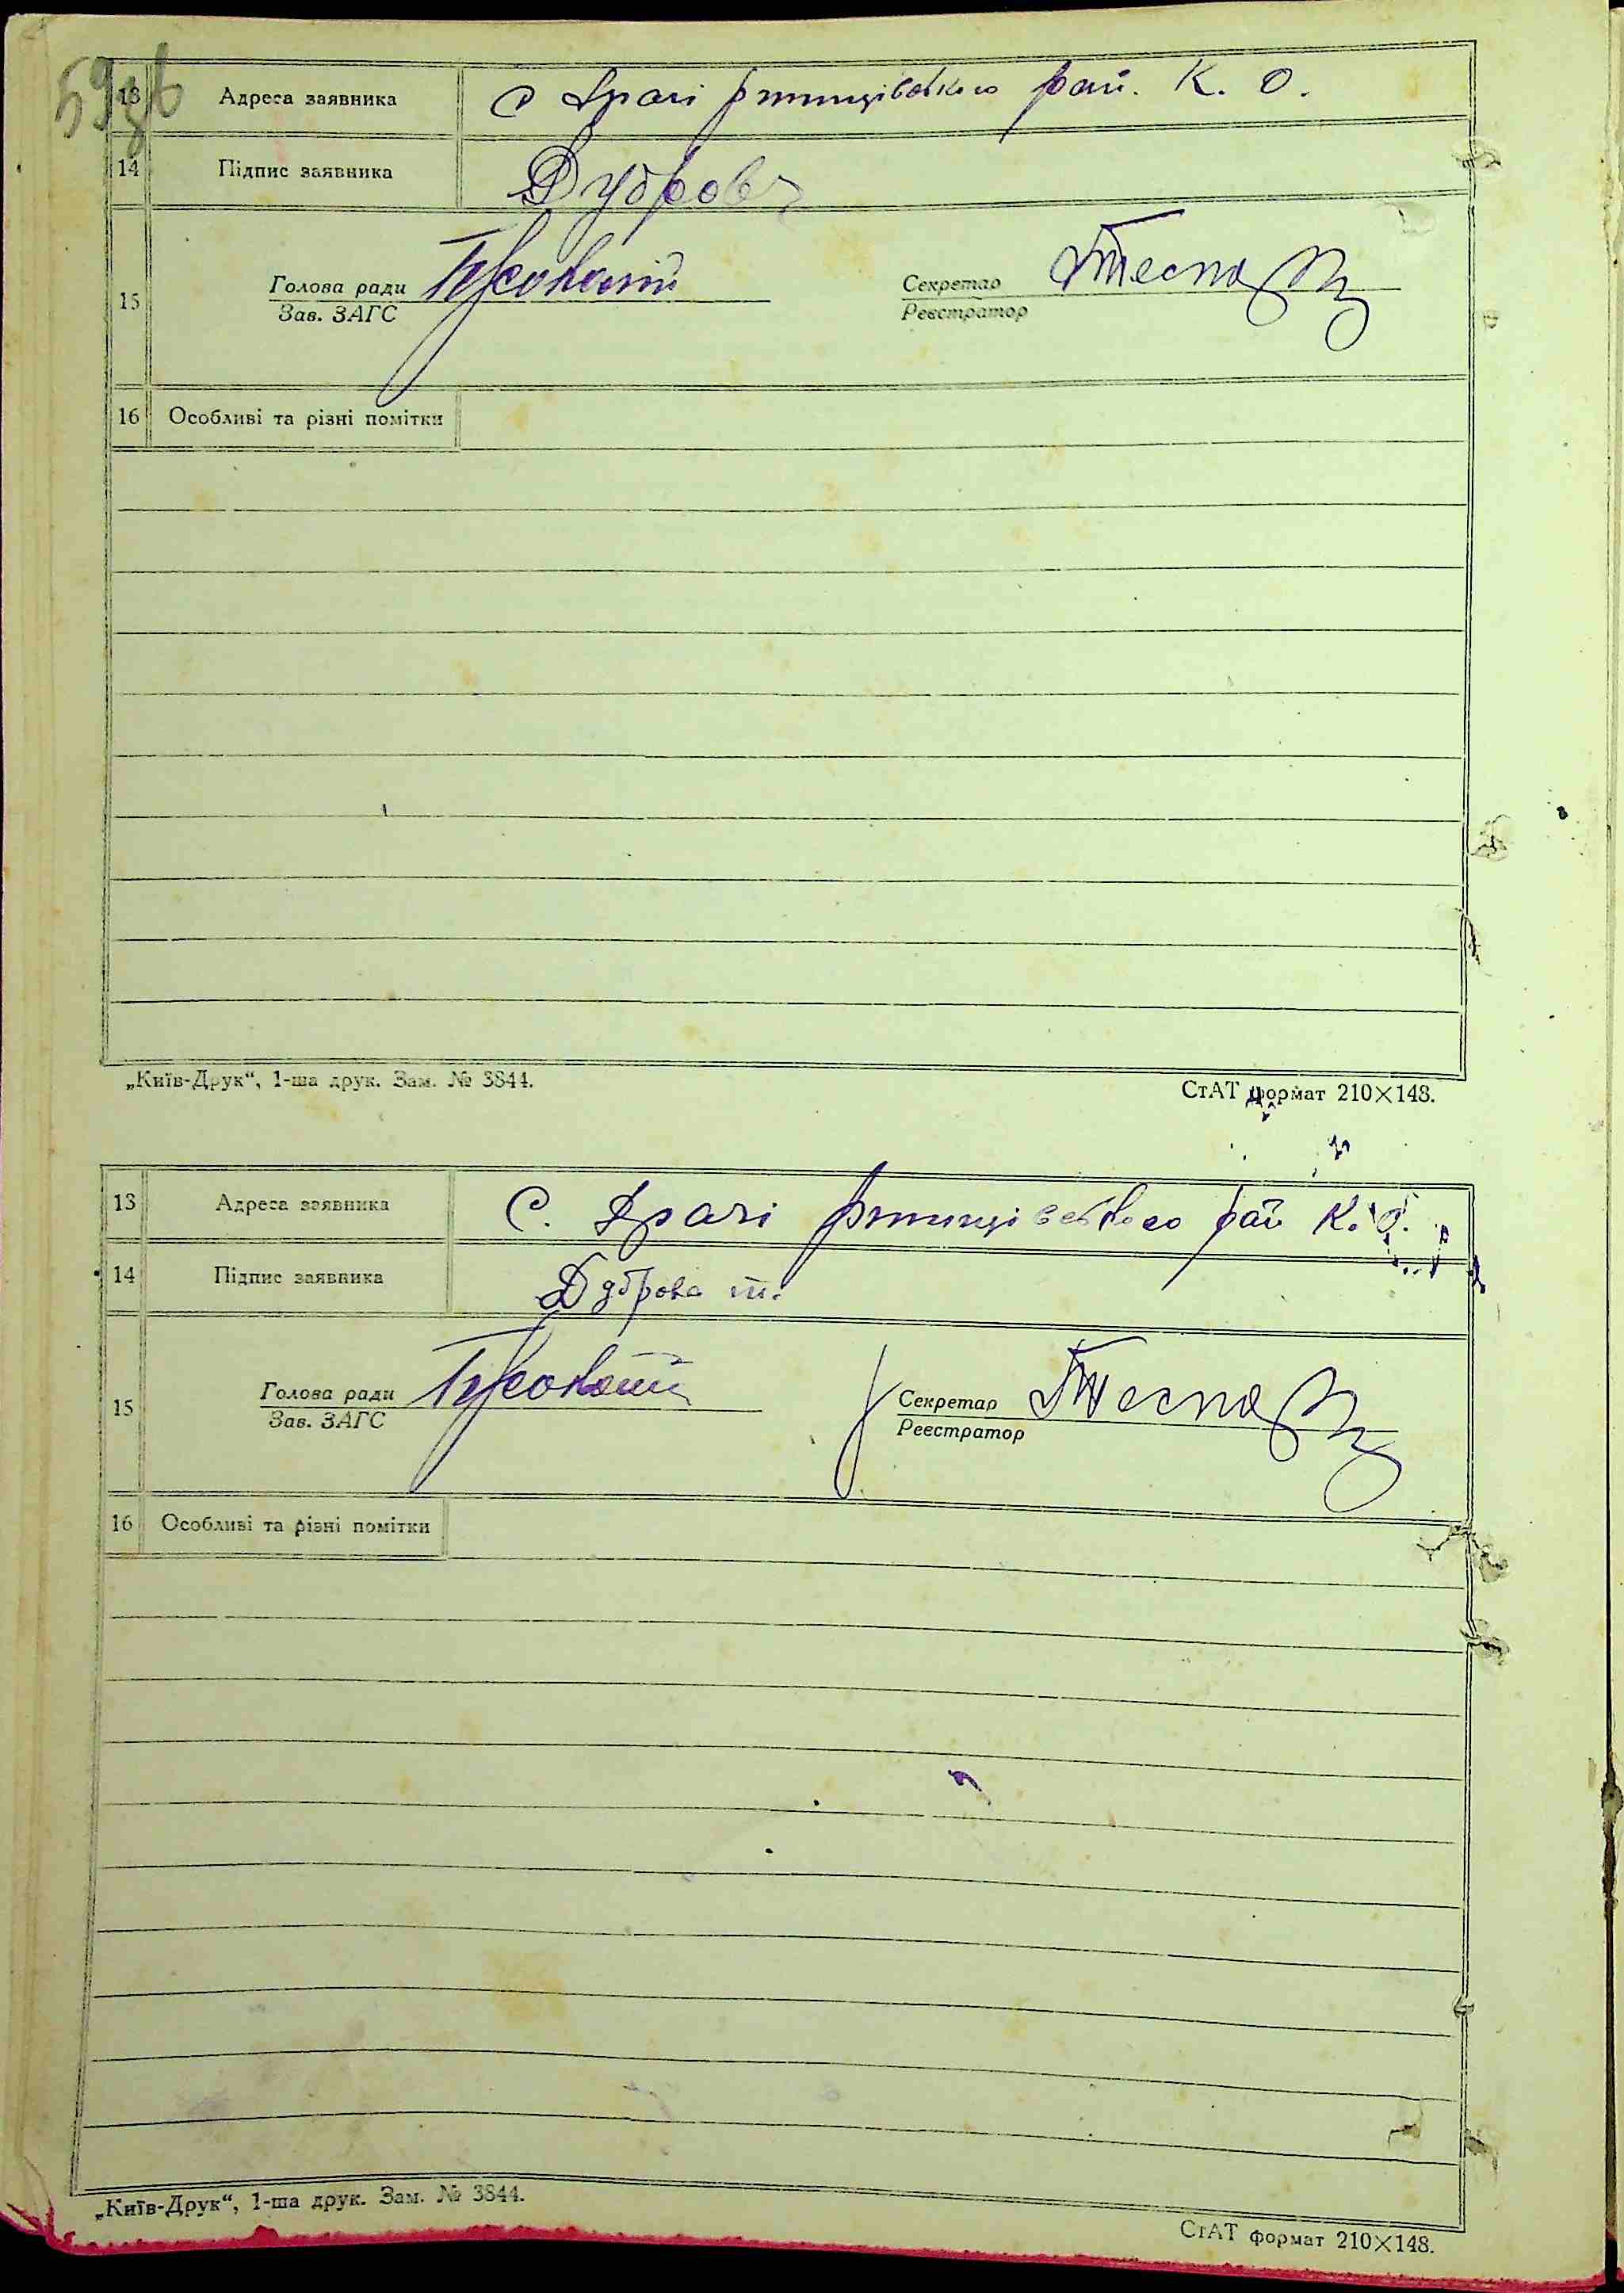 59зв
13 Адреса заявника с Драчі Ржищівського рай. К. О.
14 Підпис заявника Дуброва
15 Голова ради Секретар
Зав. ЗАГС Реєстратор
16 Особливі та різні помітки
„Київ-Друк“, 1-ша друк. Зам. № 3844. СтАТ формат 210×148.
13 Адреса заявника С. Драчі Ржищівського рай К. О.
14 Підпис заявника Дуброва
15 Голова ради Секретар
Зав. ЗАГС Реєстратор
16 Особливі та різні помітки
„Київ-Друк“, 1-ша друк. Зам. № 3844.
СтАТ формат 210×148.